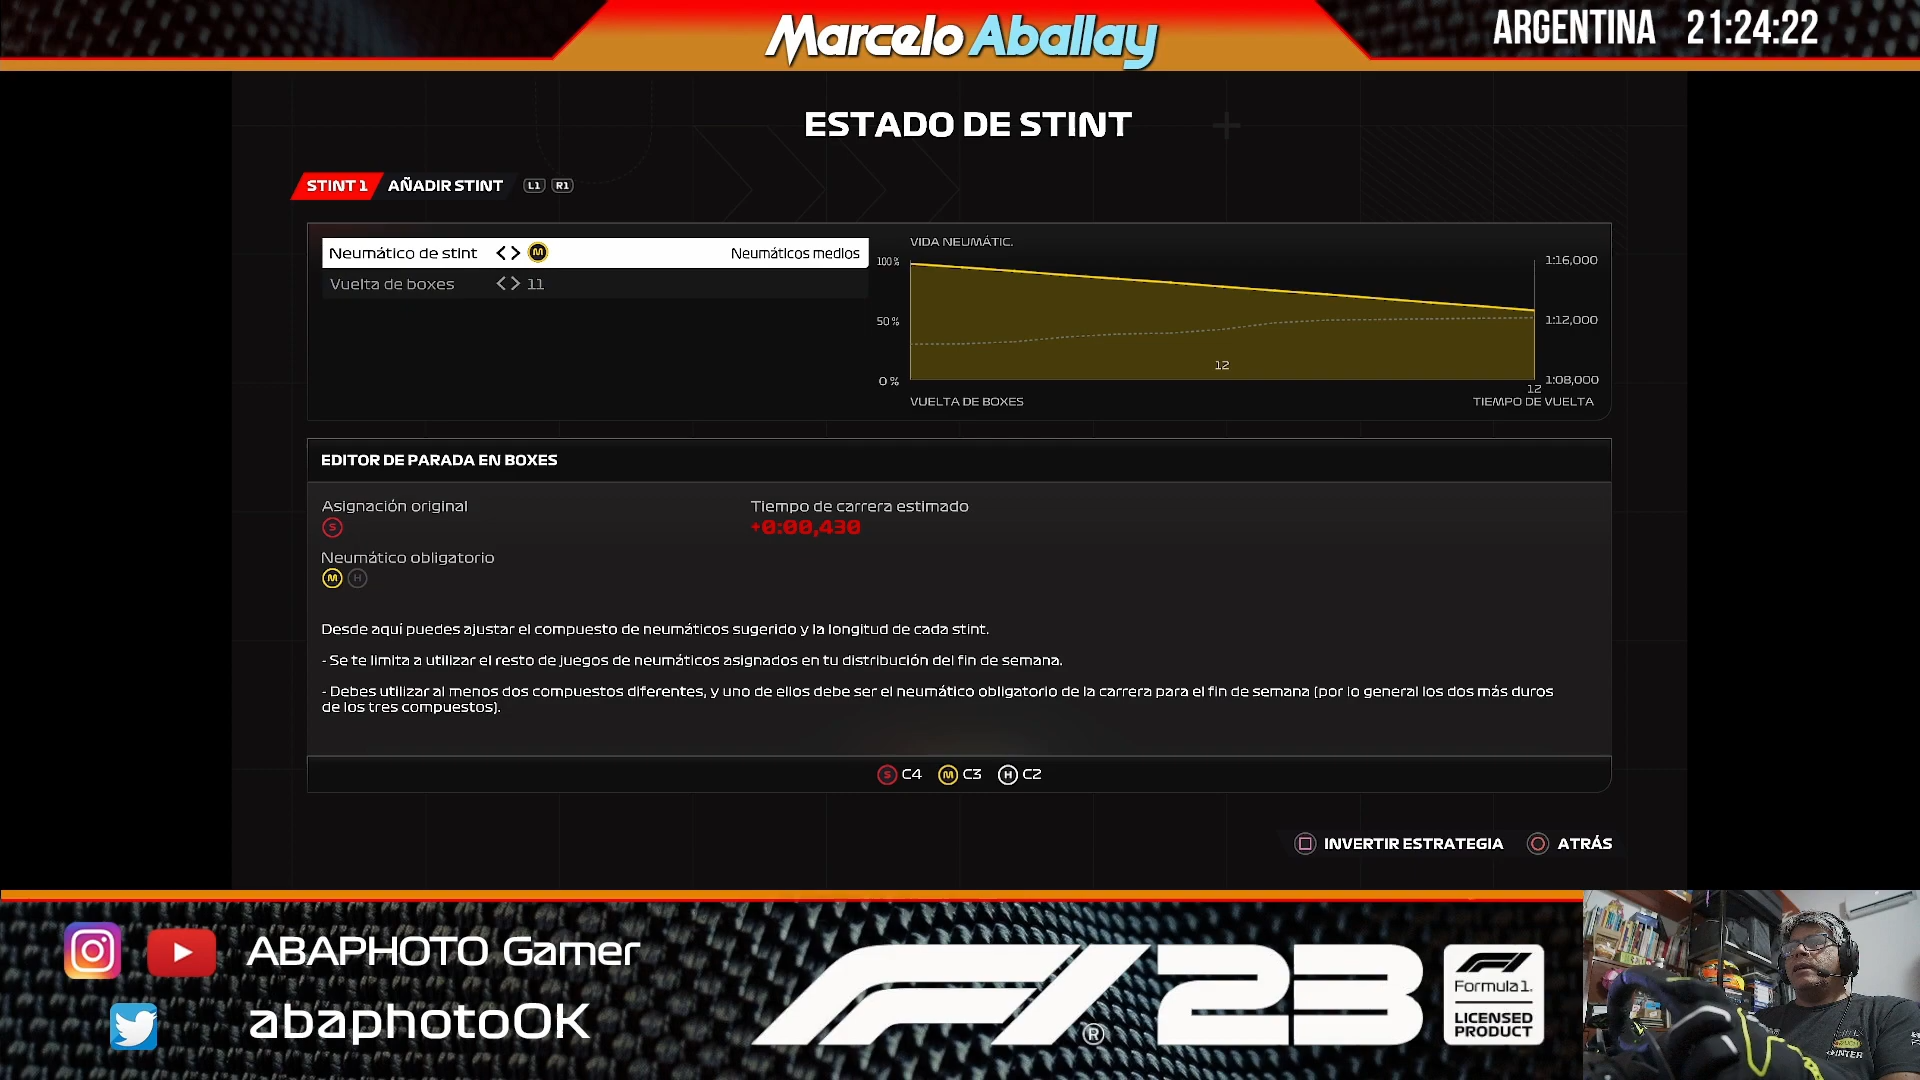 Marcelo Aballay
ARGENTINA 21:24:22
ESTADO DE STINT
STINT 1 AÑADIR STINT L1 R1
Neumático de stint M Neumáticos medios
Vuelta de boxes 11
VIDA NEUMÁTIC.
100 %
50 %
0 %
1:16,000
1:12,000
1:08,000
12
12
VUELTA DE BOXES
TIEMPO DE VUELTA
EDITOR DE PARADA EN BOXES
Asignación original
S
Tiempo de carrera estimado
+0:00,430
Neumático obligatorio
M H
Desde aquí puedes ajustar el compuesto de neumáticos sugerido y la longitud de cada stint.
- Se te limita a utilizar el resto de juegos de neumáticos asignados en tu distribución del fin de semana.
- Debes utilizar al menos dos compuestos diferentes, y uno de ellos debe ser el neumático obligatorio de la carrera para el fin de semana (por lo general los dos más duros
de los tres compuestos).
S C4 M C3 H C2
INVERTIR ESTRATEGIA ATRÁS
ABAPHOTO Gamer
abaphotoOK
F1 23 ®
F1
Formula 1.
LICENSED
PRODUCT